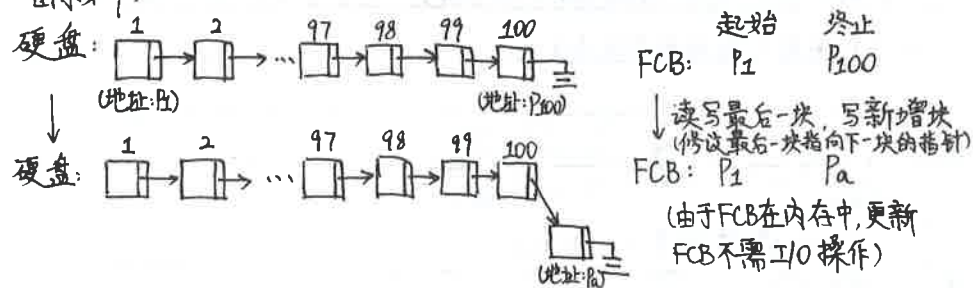 硬盘: 1 2 ... 97 98 99 100
(地址:P1) (地址:P100)
起始 终止
FCB: P1 P100
读写最后一块, 写新增块
(修改最后一块指向下一块的指针)
硬盘: 1 2 ... 97 98 99 100
FCB: P1 Pa
(由于FCB在内存中,更新
FCB不需I/O操作)
(地址:Pa)